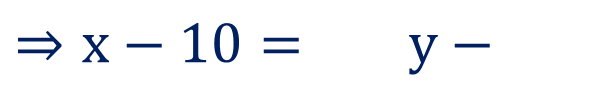 ⇒ x − 10 = y −